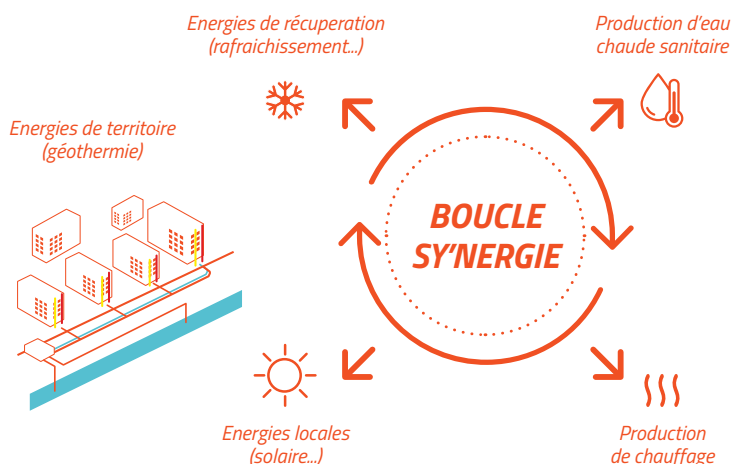 Energies de récuperation
(rafraichissement...)
Production d'eau
chaude sanitaire
Energies de territoire
(géothermie)
BOUCLE
SY'NERGIE
Energies locales
(solaire...)
Production
de chauffage